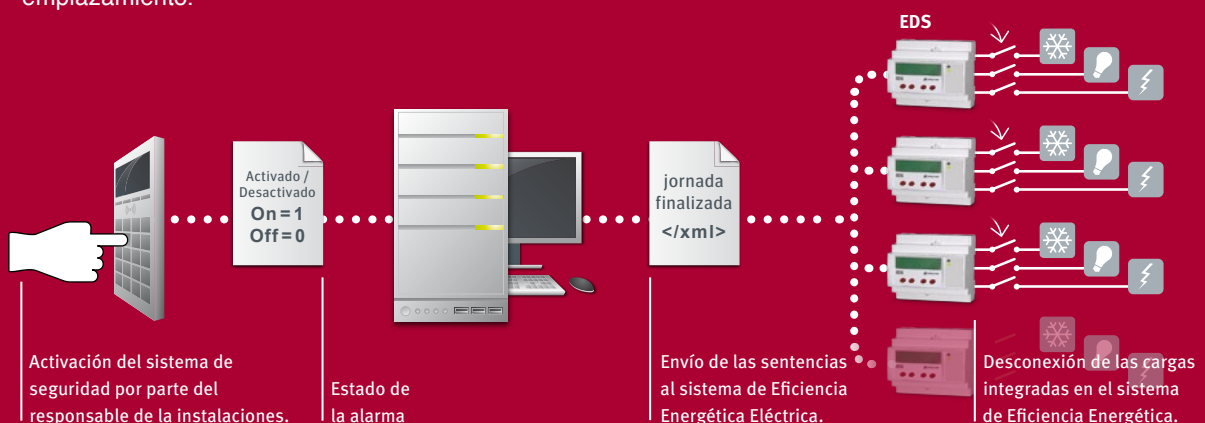 emplazamiento.
EDS
Activado /
Desactivado
On = 1
Off = 0
jornada
finalizada
</xml>
Activación del sistema de
seguridad por parte del
responsable de la instalaciones.
Estado de
la alarma
Envío de las sentencias
al sistema de Eficiencia
Energética Eléctrica.
Desconexión de las cargas
integradas en el sistema
de Eficiencia Energética.